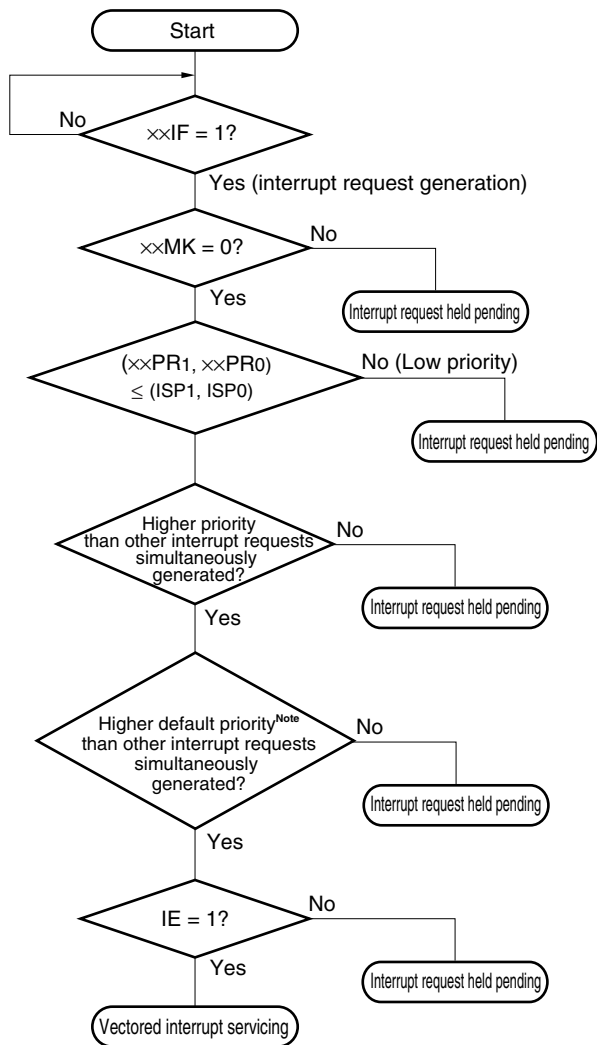 Start
No
××IF = 1?
Yes (interrupt request generation)
××MK = 0?
No
Yes
Interrupt request held pending
(××PR1, ××PR0)
≤ (ISP1, ISP0)
No (Low priority)
Interrupt request held pending
Higher priority
than other interrupt requests
simultaneously
generated?
No
Yes
Interrupt request held pending
Higher default priorityNote
than other interrupt requests
simultaneously
generated?
No
Yes
Interrupt request held pending
IE = 1?
No
Yes
Interrupt request held pending
Vectored interrupt servicing